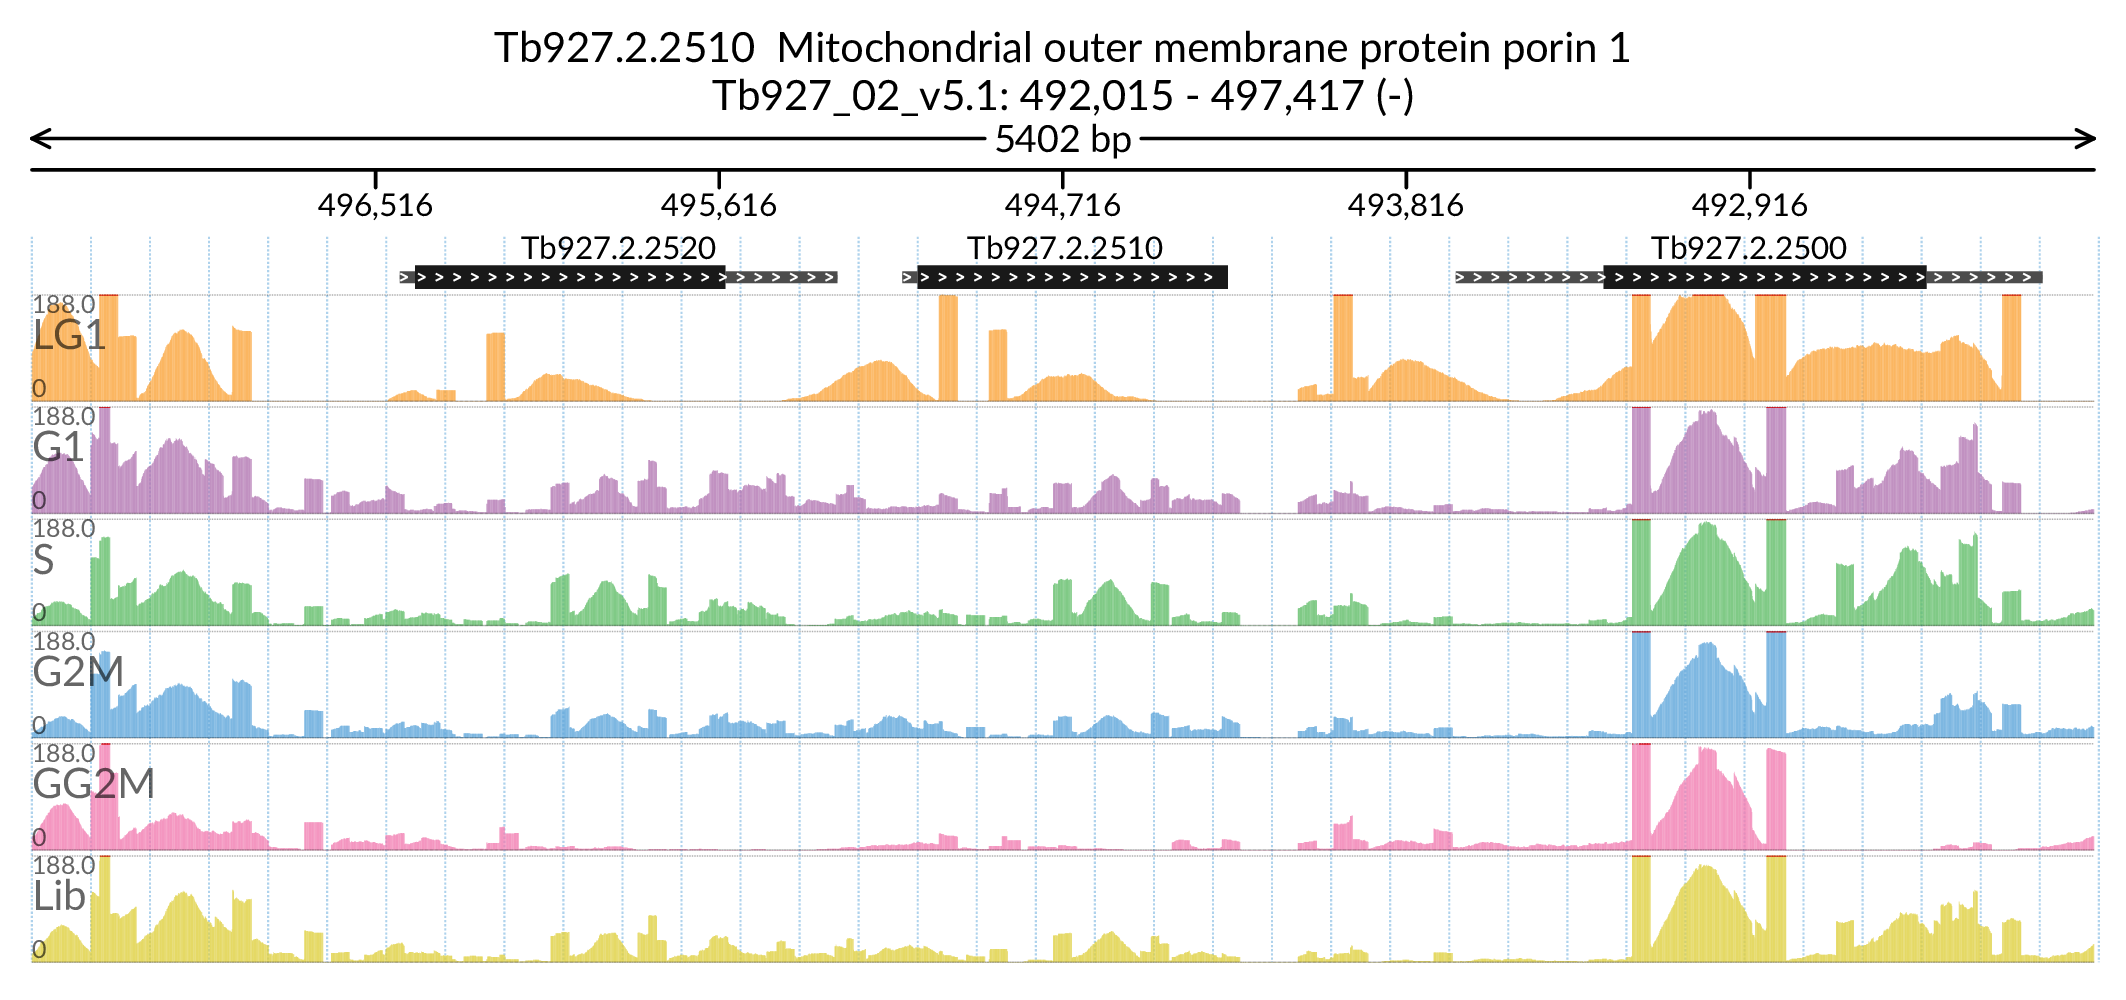 Tb927.2.2510  Mitochondrial outer membrane protein porin 1
Tb927_02_v5.1: 492,015 - 497,417 (-)
5402 bp
496,516 495,616 494,716 493,816 492,916
Tb927.2.2520 Tb927.2.2510 Tb927.2.2500
188.0
LG1
0
188.0
G1
0
188.0
S
0
188.0
G2M
0
188.0
GG2M
0
188.0
Lib
0